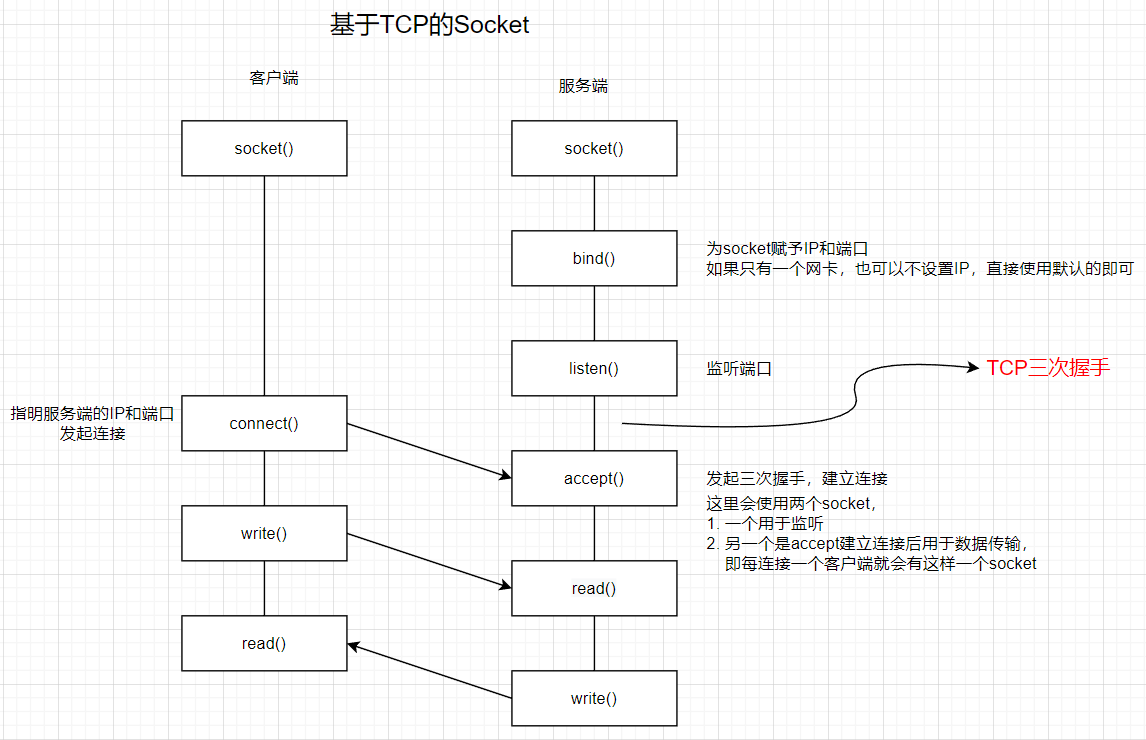 基于TCP的Socket
客户端
服务端
socket()
socket()
bind()
为socket赋予IP和端口
如果只有一个网卡，也可以不设置IP，直接使用默认的即可
listen()
监听端口
TCP三次握手
指明服务端的IP和端口
发起连接
connect()
accept()
发起三次握手，建立连接
这里会使用两个socket，
1. 一个用于监听
2. 另一个是accept建立连接后用于数据传输，
即每连接一个客户端就会有这样一个socket
write()
read()
read()
write()